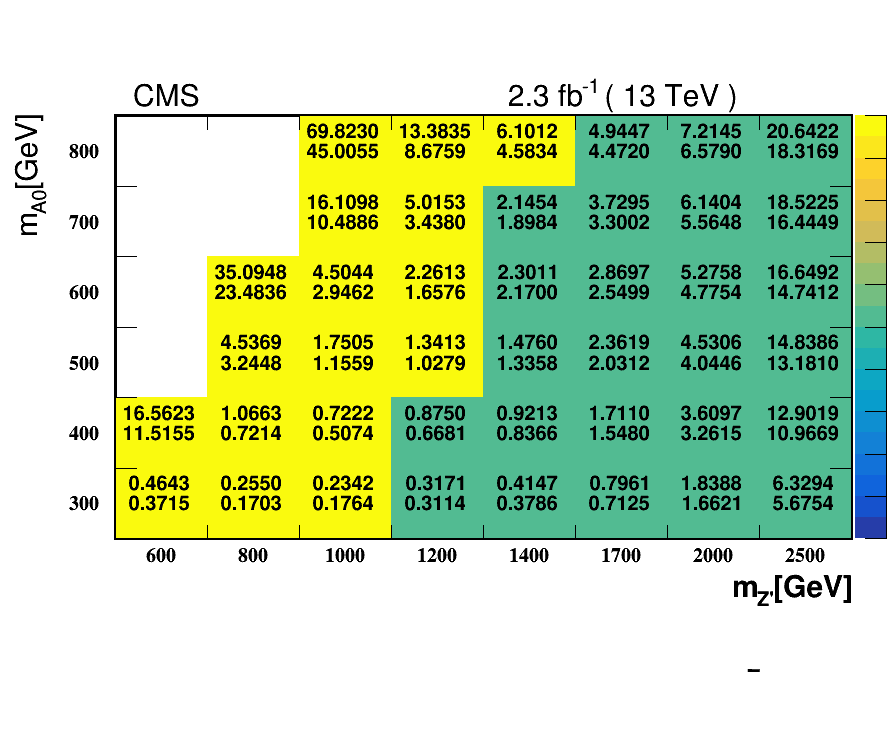 CMS 2.3 fb-1 ( 13 TeV )
mA0[GeV]
800 69.8230 13.3835 6.1012 4.9447 7.2145 20.6422
45.0055 8.6759 4.5834 4.4720 6.5790 18.3169
700 16.1098 5.0153 2.1454 3.7295 6.1404 18.5225
10.4886 3.4380 1.8984 3.3002 5.5648 16.4449
600 35.0948 4.5044 2.2613 2.3011 2.8697 5.2758 16.6492
23.4836 2.9462 1.6576 2.1700 2.5499 4.7754 14.7412
500 4.5369 1.7505 1.3413 1.4760 2.3619 4.5306 14.8386
3.2448 1.1559 1.0279 1.3358 2.0312 4.0446 13.1810
400 16.5623 1.0663 0.7222 0.8750 0.9213 1.7110 3.6097 12.9019
11.5155 0.7214 0.5074 0.6681 0.8366 1.5480 3.2615 10.9669
300 0.4643 0.2550 0.2342 0.3171 0.4147 0.7961 1.8388 6.3294
0.3715 0.1703 0.1764 0.3114 0.3786 0.7125 1.6621 5.6754
600 800 1000 1200 1400 1700 2000 2500
mZ'[GeV]